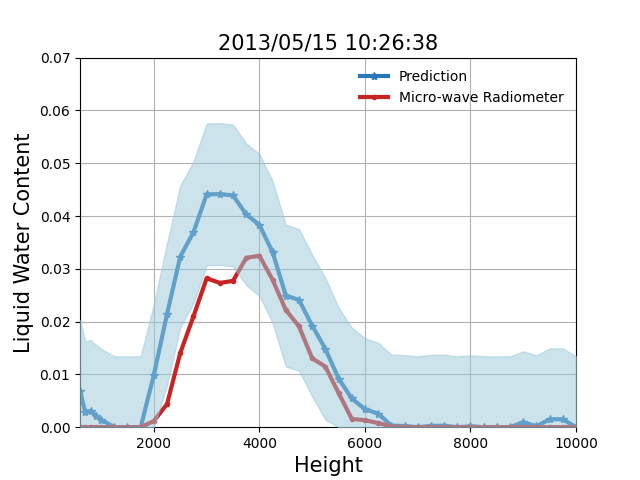 2013/05/15 10:26:38
0.07
0.06
0.05
0.04
0.03
0.02
0.01
0.00
Liquid Water Content
Prediction
Micro-wave Radiometer
2000 4000 6000 8000 10000
Height